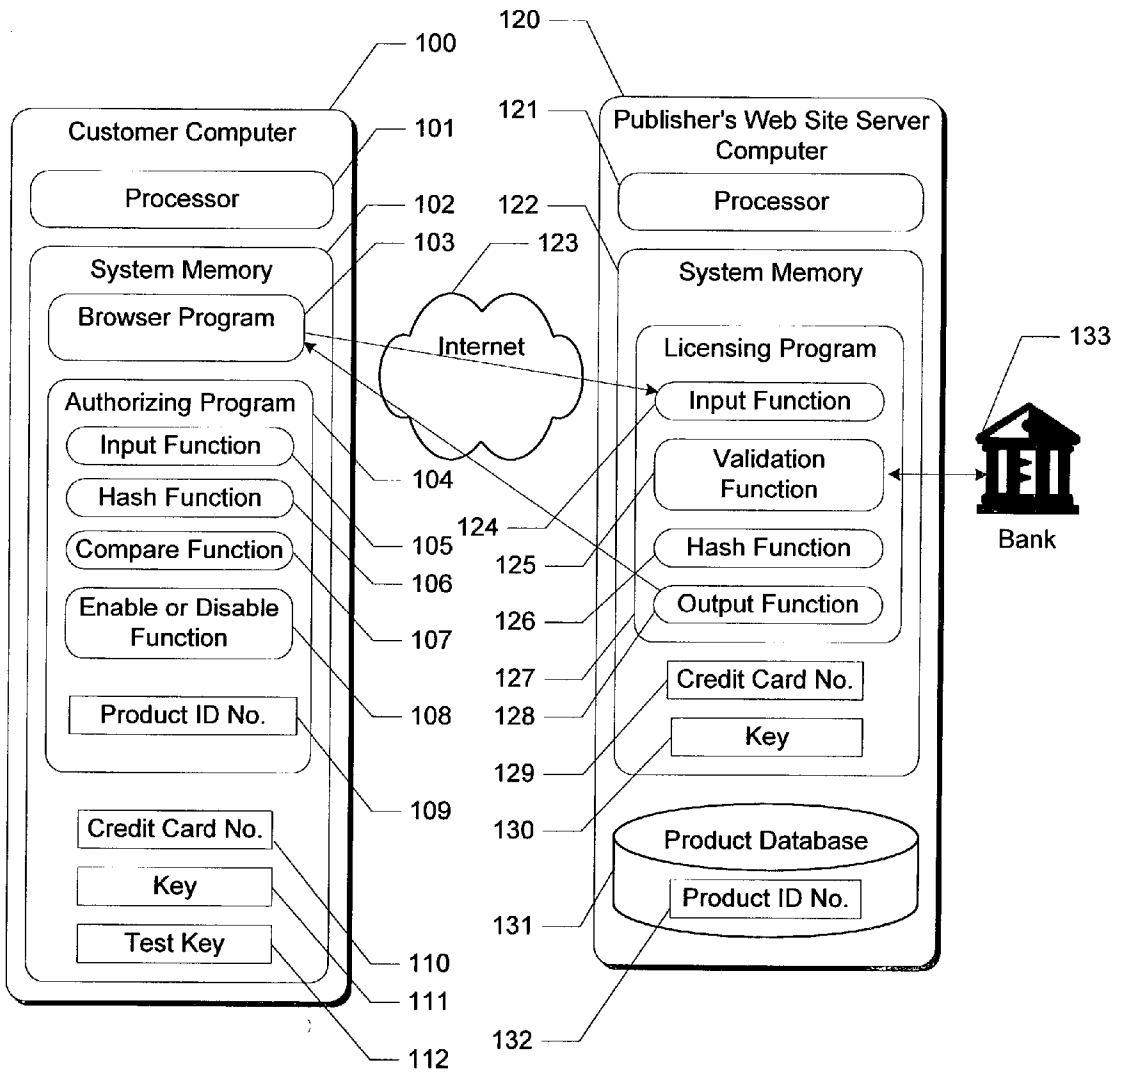 120
100
Customer Computer
101
121
Publisher's Web Site Server
Computer
Processor
Processor
102
122
103
123
System Memory
System Memory
Browser Program
Internet
Licensing Program
133
Authorizing Program
Input Function
Input Function
104
Validation
Function
Hash Function
124
Bank
Compare Function
105
125
Hash Function
106
Enable or Disable
Function
126
Output Function
107
127
Credit Card No.
Product ID No.
108
128
Key
129
109
130
Credit Card No.
Product Database
Key
Product ID No.
131
Test Key
110
111
132
112